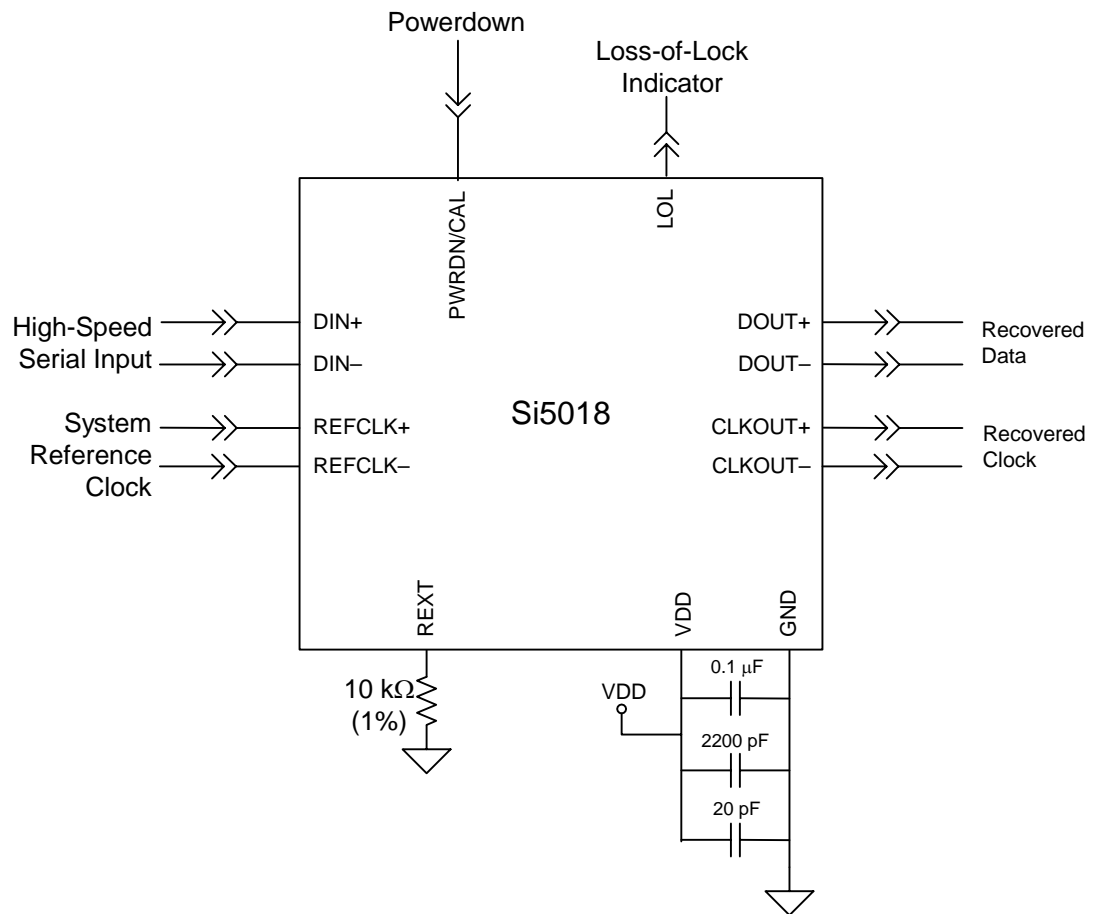 Powerdown
Loss-of-Lock
Indicator
PWRDN/CAL
LOL
High-Speed
Serial Input
DIN+
DIN–
System
Reference
Clock
REFCLK+
REFCLK–
Si5018
DOUT+
DOUT–
Recovered
Data
CLKOUT+
CLKOUT–
Recovered
Clock
REXT
VDD
GND
10 kΩ
(1%)
VDD
0.1 μF
2200 pF
20 pF